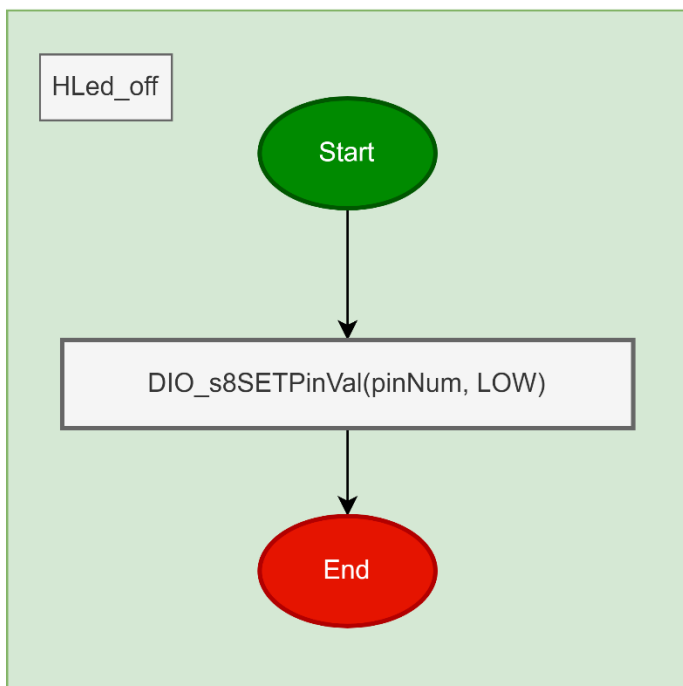 HLed_off
Start
DIO_s8SETPinVal(pinNum, LOW)
End